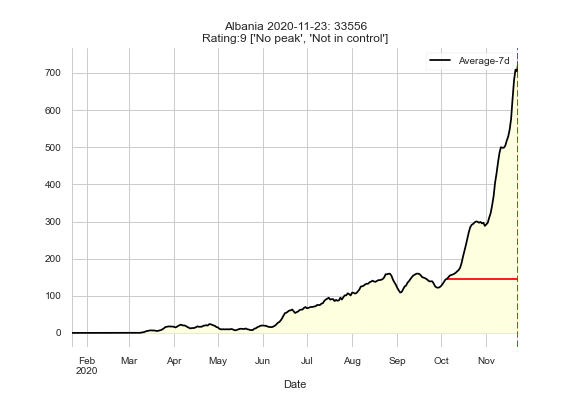 Albania 2020-11-23: 33556
Rating:9 ['No peak', 'Not in control']
Average-7d
700
600
500
400
300
200
100
0
Feb Mar Apr May Jun Jul Aug Sep Oct Nov
2020
Date